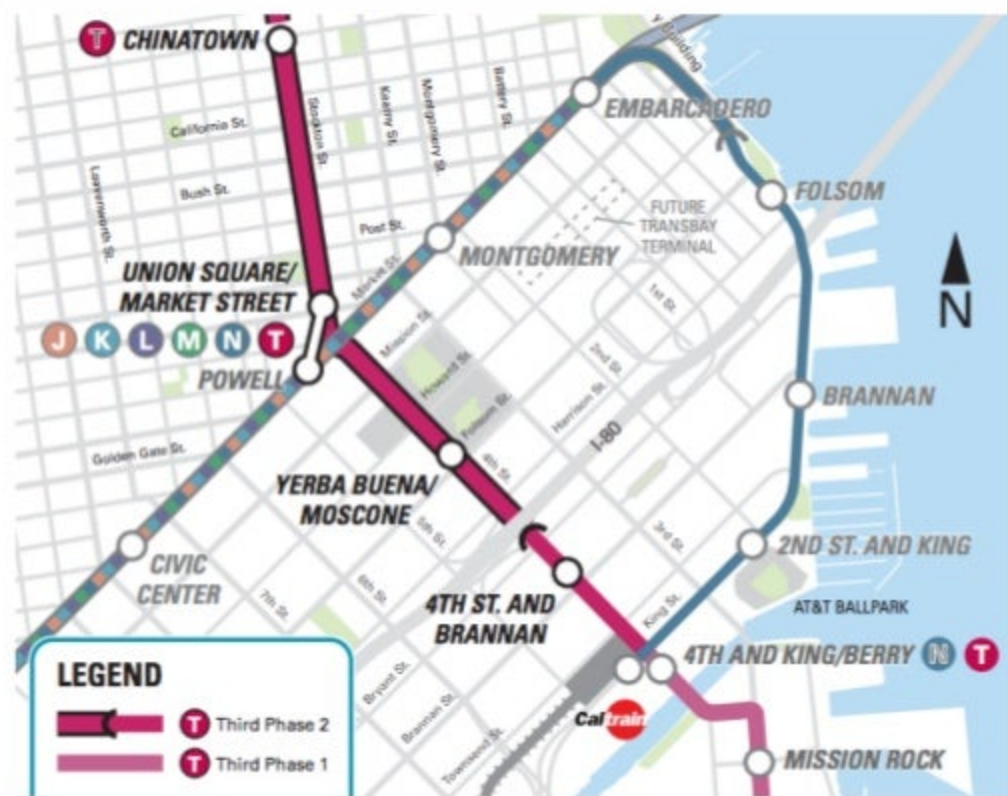 T CHINATOWN
y Building
EMBARCADERO
California St.
Stockton St.
Kearny St.
Montgomery St.
Battery St.
Leavenworth St.
Bush St.
Post St.
FOLSOM
FUTURE
TRANSBAY
TERMINAL
MONTGOMERY
Market St.
UNION SQUARE/
MARKET STREET
J K L M N T
POWELL
N
1st St.
Mission St.
2nd St.
Howard St.
Harrison St.
Folsom St.
I-80
BRANNAN
Golden Gate St.
4th St.
YERBA BUENA/
MOSCONE
5th St.
3rd St.
2ND ST. AND KING
CIVIC
CENTER
6th St.
7th St.
4TH ST. AND
BRANNAN
King St.
AT&T BALLPARK
4TH AND KING/BERRY N T
Bryant St.
Brannan St.
Townsend St.
Caltrain
MISSION ROCK
LEGEND
T Third Phase 2
T Third Phase 1